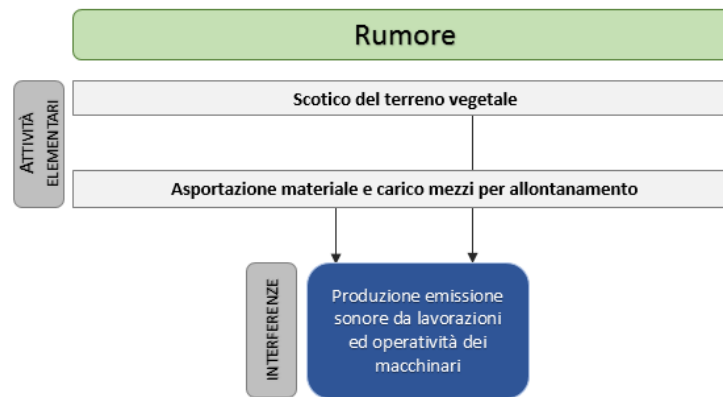 Rumore
ATTIVITÀ
ELEMENTARI
Scotico del terreno vegetale
Asportazione materiale e carico mezzi per allontanamento
INTERFERENZE
Produzione emissione
sonore da lavorazioni
ed operatività dei
macchinari